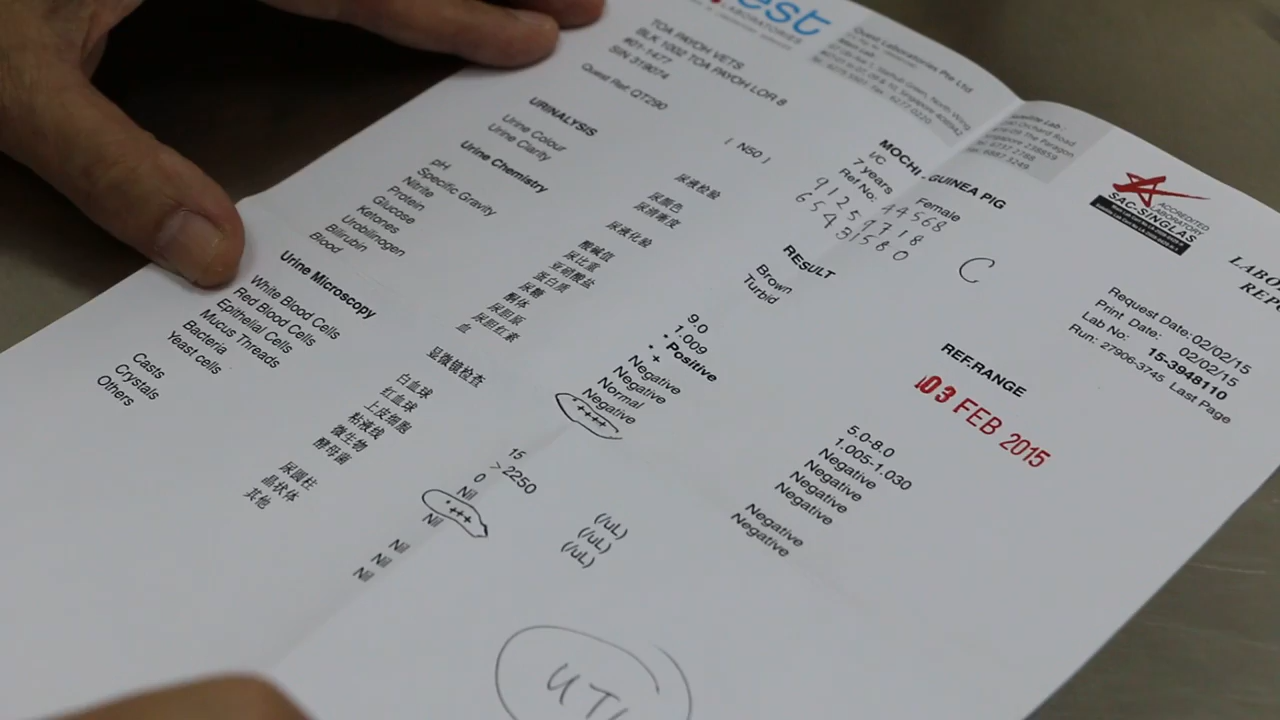 est
LABORATORIES
TOA PAYOH VETS
BLK 1002 TOA PAYOH LOR 8
#01-1477
SIN 319074
Quest Ref: QT290
Quest Laboratories Pte Ltd
( N50 )
MOCHI , GUINEA PIG
I/C
7 years Female
Ref No:
C
ACCREDITED
LABORATORY
SAC-SINGLAS
Request Date: 02/02/15
Print Date: 02/02/15
Lab No: 15-3948110
Run: 27906-3745 Last Page
RESULT
REF.RANGE
03 FEB 2015
URINALYSIS 尿液检验
Urine Colour 尿颜色 Brown
Urine Clarity 尿清晰度 Turbid
Urine Chemistry 尿液化验
pH 酸碱值 9.0 5.0-8.0
Specific Gravity 尿比重 1.009 1.005-1.030
Nitrite 亚硝酸盐 * Positive Negative
Protein 蛋白质 * + Negative
Glucose 尿糖 Negative Negative
Ketones 酮体 Negative Negative
Urobilinogen 尿胆原 Normal
Bilirubin 尿胆红素 Negative Negative
Blood 血 * ++++ Negative
Urine Microscopy 显微镜检查
White Blood Cells 白血球 15 (/uL)
Red Blood Cells 红血球 >2250 (/uL)
Epithelial Cells 上皮细胞 0 (/uL)
Mucus Threads 粘液线 Nil
Bacteria 微生物 * +++
Yeast cells 酵母菌 Nil
Casts 尿圆柱 Nil
Crystals 晶状体 Nil
Others 其他 Nil
UTI